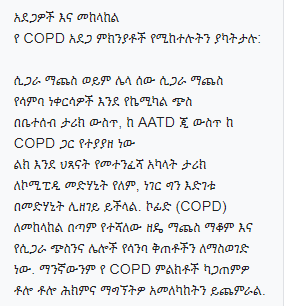 አደጋዎች እና መከላከል
የ COPD አደጋ ምክንያቶች የሚከተሉትን ያካትታሉ:
ሲጋራ ማጨስ ወይም ሌላ ሰው ሲጋራ ማጨስ
የሳምባ ነቀርሳዎች እንደ የኬሚካል ጭስ
በቤተሰብ ታሪክ ውስጥ, ከ AATD ጂ ውስጥ ከ
COPD ጋር የተያያዘ ነው
ልክ እንደ ህጻናት የመተንፈሻ አካላት ታሪክ
ለኮሚፒዲ መድሃኒት የለም, ነገር ግን እድገቱ
በመድሃኒት ሊዘገይ ይችላል. ኮፊድ (COPD)
ለመከላከል በጣም የተሻለው ዘዴ ማጨስ ማቆም እና
የሲጋራ ጭስንና ሌሎች የሳንባ ቅጠቶችን ለማስወገድ
ነው. ማንኛውንም የ COPD ምልክቶች ካጋጠምዎ
ቶሎ ቶሎ ሕክምና ማግኘትዎ አመለካከትን ይጨምራል.